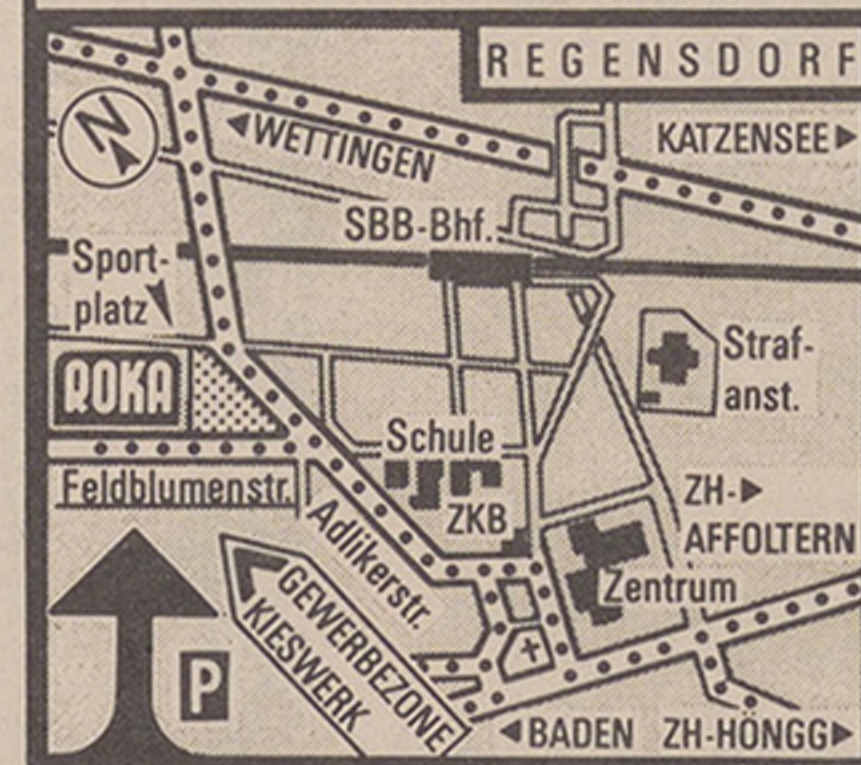 REGENSDORF
N
◀WETTINGEN
KATZENSEE▶
SBB-Bhf.
Sport-
platz
Straf-
anst.
ROKA
Schule
Feldblumenstr.
ZKB
ZH-▶
AFFOLTERN
Adlikerstr.
Zentrum
GEWERBEZONE
KIESWERK
P
◀BADEN ZH-HÖNGG▶